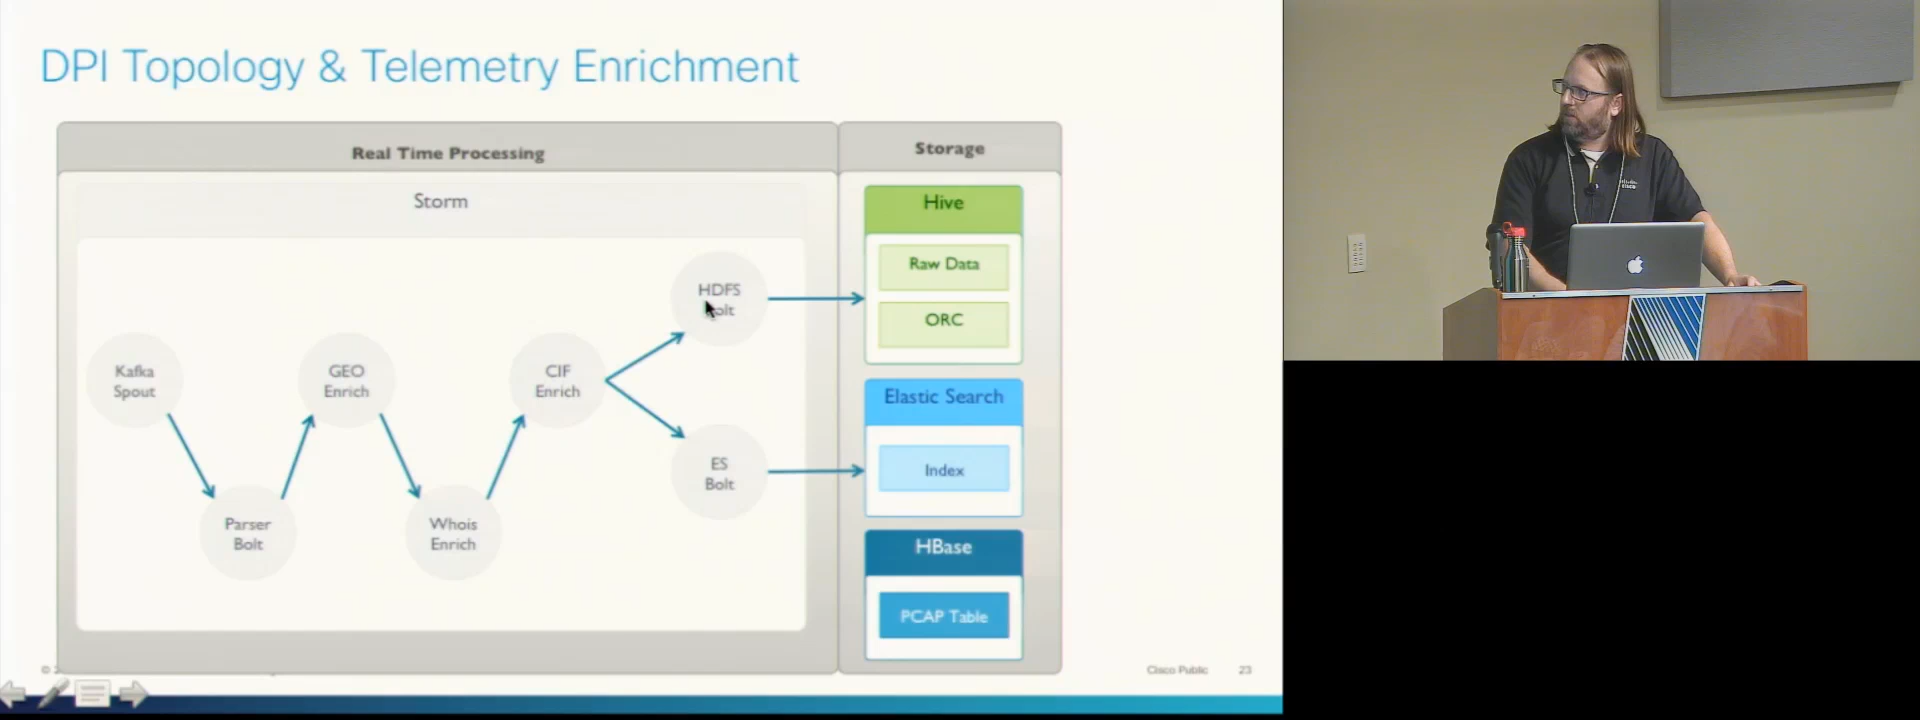 DPI Topology & Telemetry Enrichment
Real Time Processing
Storage
Storm
Hive
Raw Data
ORC
HDFS
Kafka
Spout
GEO
Enrich
CIF
Enrich
Elastic Search
Index
ES
Bolt
Parser
Bolt
Whois
Enrich
HBase
PCAP Table
Cisco Public
23